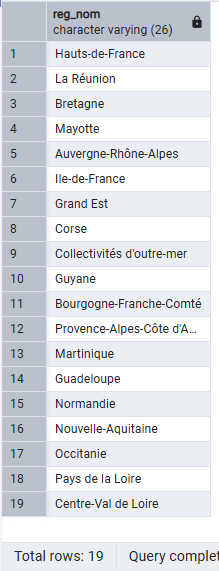 reg_nom
character varying (26)
1 Hauts-de-France
2 La Réunion
3 Bretagne
4 Mayotte
5 Auvergne-Rhône-Alpes
6 Ile-de-France
7 Grand Est
8 Corse
9 Collectivités d'outre-mer
10 Guyane
11 Bourgogne-Franche-Comté
12 Provence-Alpes-Côte d'A...
13 Martinique
14 Guadeloupe
15 Normandie
16 Nouvelle-Aquitaine
17 Occitanie
18 Pays de la Loire
19 Centre-Val de Loire
Total rows: 19 Query complet